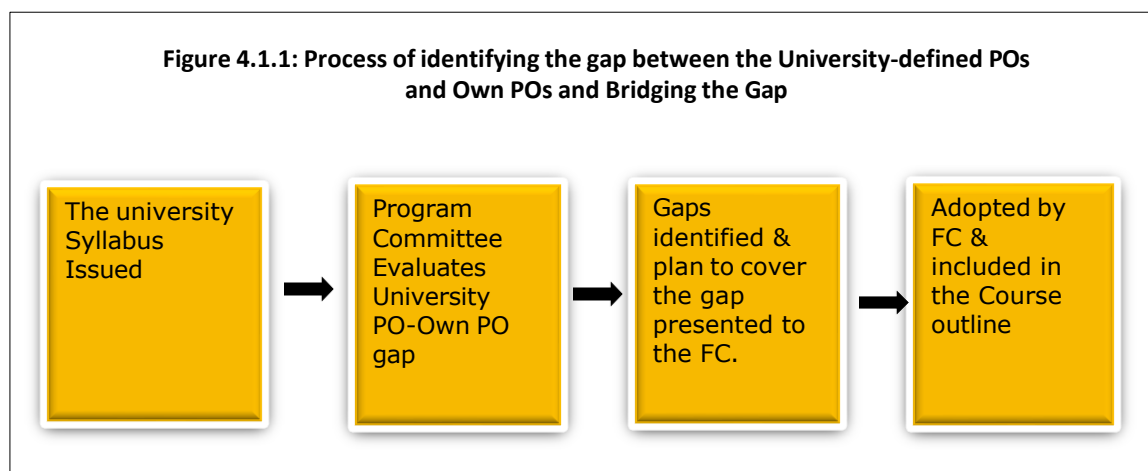 Figure 4.1.1: Process of identifying the gap between the University-defined POs
and Own POs and Bridging the Gap
The university
Syllabus
Issued
Program
Committee
Evaluates
University
PO-Own PO
gap
Gaps
identified &
plan to cover
the gap
presented to
the FC.
Adopted by
FC &
included in
the Course
outline